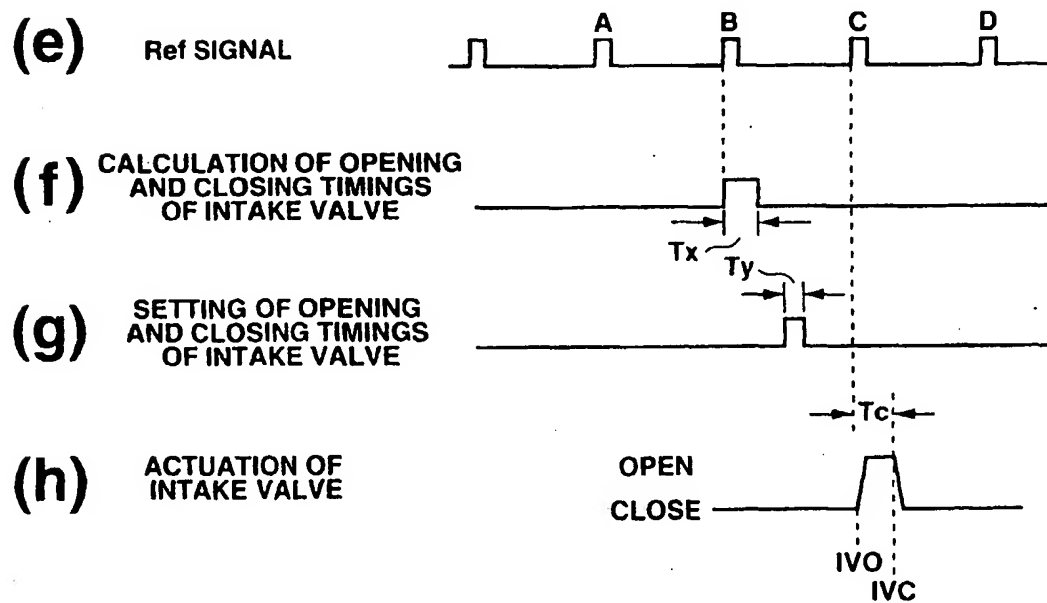 A B C D
(e) Ref SIGNAL
(f) CALCULATION OF OPENING
AND CLOSING TIMINGS
OF INTAKE VALVE
Tx
Ty
(g) SETTING OF OPENING
AND CLOSING TIMINGS
OF INTAKE VALVE
Tc
(h) ACTUATION OF
INTAKE VALVE
OPEN
CLOSE
IVO
IVC